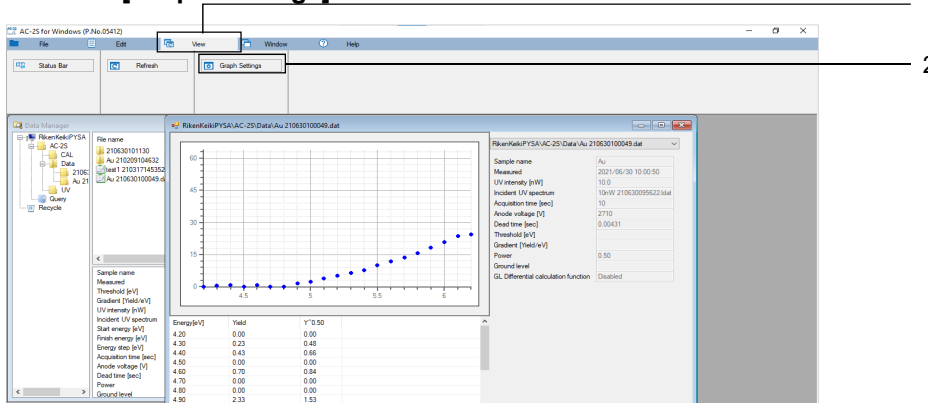 AC-2S for Windows (P.No.05412)
File Edit View Window Help
Status Bar Refresh Graph Settings
2
Data Manager
RikenKeikiPYSA
AC-2S
CAL
Data
2106:
Au 21
UV
Query
Recycle
File name
210630101130
Au 210209104632
test1 210317145352
Au 210630100049.d
Sample name
Measured
Threshold [eV]
Gradient [Yield/eV]
UV intensity [nW]
Incident UV spectrum
Start energy [eV]
Finish energy [eV]
Energy step [eV]
Acquisition time [sec]
Anode voltage [V]
Dead time [sec]
Power
Ground level
RikenKeikiPYSA\AC-2S\Data\Au 210630100049.dat
60
45
30
15
0
4.5 5 5.5 6
Energy[eV] Yield Y^0.50
4.20 0.00 0.00
4.30 0.23 0.48
4.40 0.43 0.66
4.50 0.00 0.00
4.60 0.70 0.84
4.70 0.00 0.00
4.80 0.00 0.00
4.90 2.33 1.53
RikenKeikiPYSA\AC-2S\Data\Au 210630100049.dat
Sample name Au
Measured 2021/06/30 10:00:50
UV intensty [nW] 10.0
Incident UV spectrum 10nW 210630095622.ldat
Acquisition time [sec] 10
Anode voltage [V] 2710
Dead time [sec] 0.00431
Threshold [eV]
Gradient [Yield/eV]
Power 0.50
Ground level
GL Differential calculation function Disabled